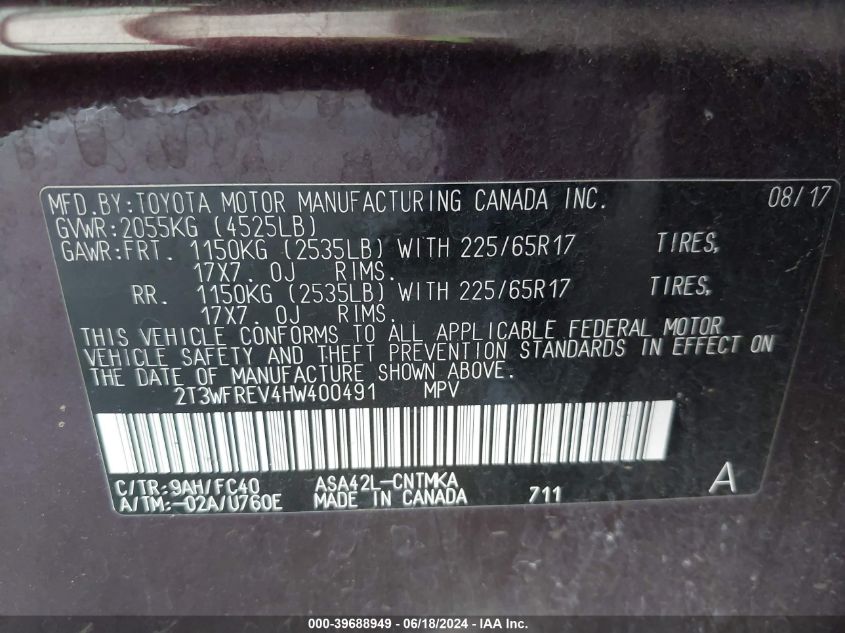 MFD.BY:TOYOTA MOTOR MANUFACTURING CANADA INC. 08/17
GVWR:2055KG (4525LB)
GAWR:FRT. 1150KG (2535LB) WITH 225/65R17 TIRES,
17X7. 0J RIMS.
RR. 1150KG (2535LB) WITH 225/65R17 TIRES,
17X7 0J RIMS.
THIS VEHICLE CONFORMS TO ALL APPLICABLE FEDERAL MOTOR
VEHICLE SAFETY AND THEFT PREVENTION STANDARDS IN EFFECT ON
THE DATE OF MANUFACTURE SHOWN ABOVE.
2T3WFREV4HW400491 MPV
C/TR:9AH/FC40 ASA42L-CNTMKA A
A/TM:-02A/U760E MADE IN CANADA 711
000-39688949 - 06/18/2024 - IAA Inc.